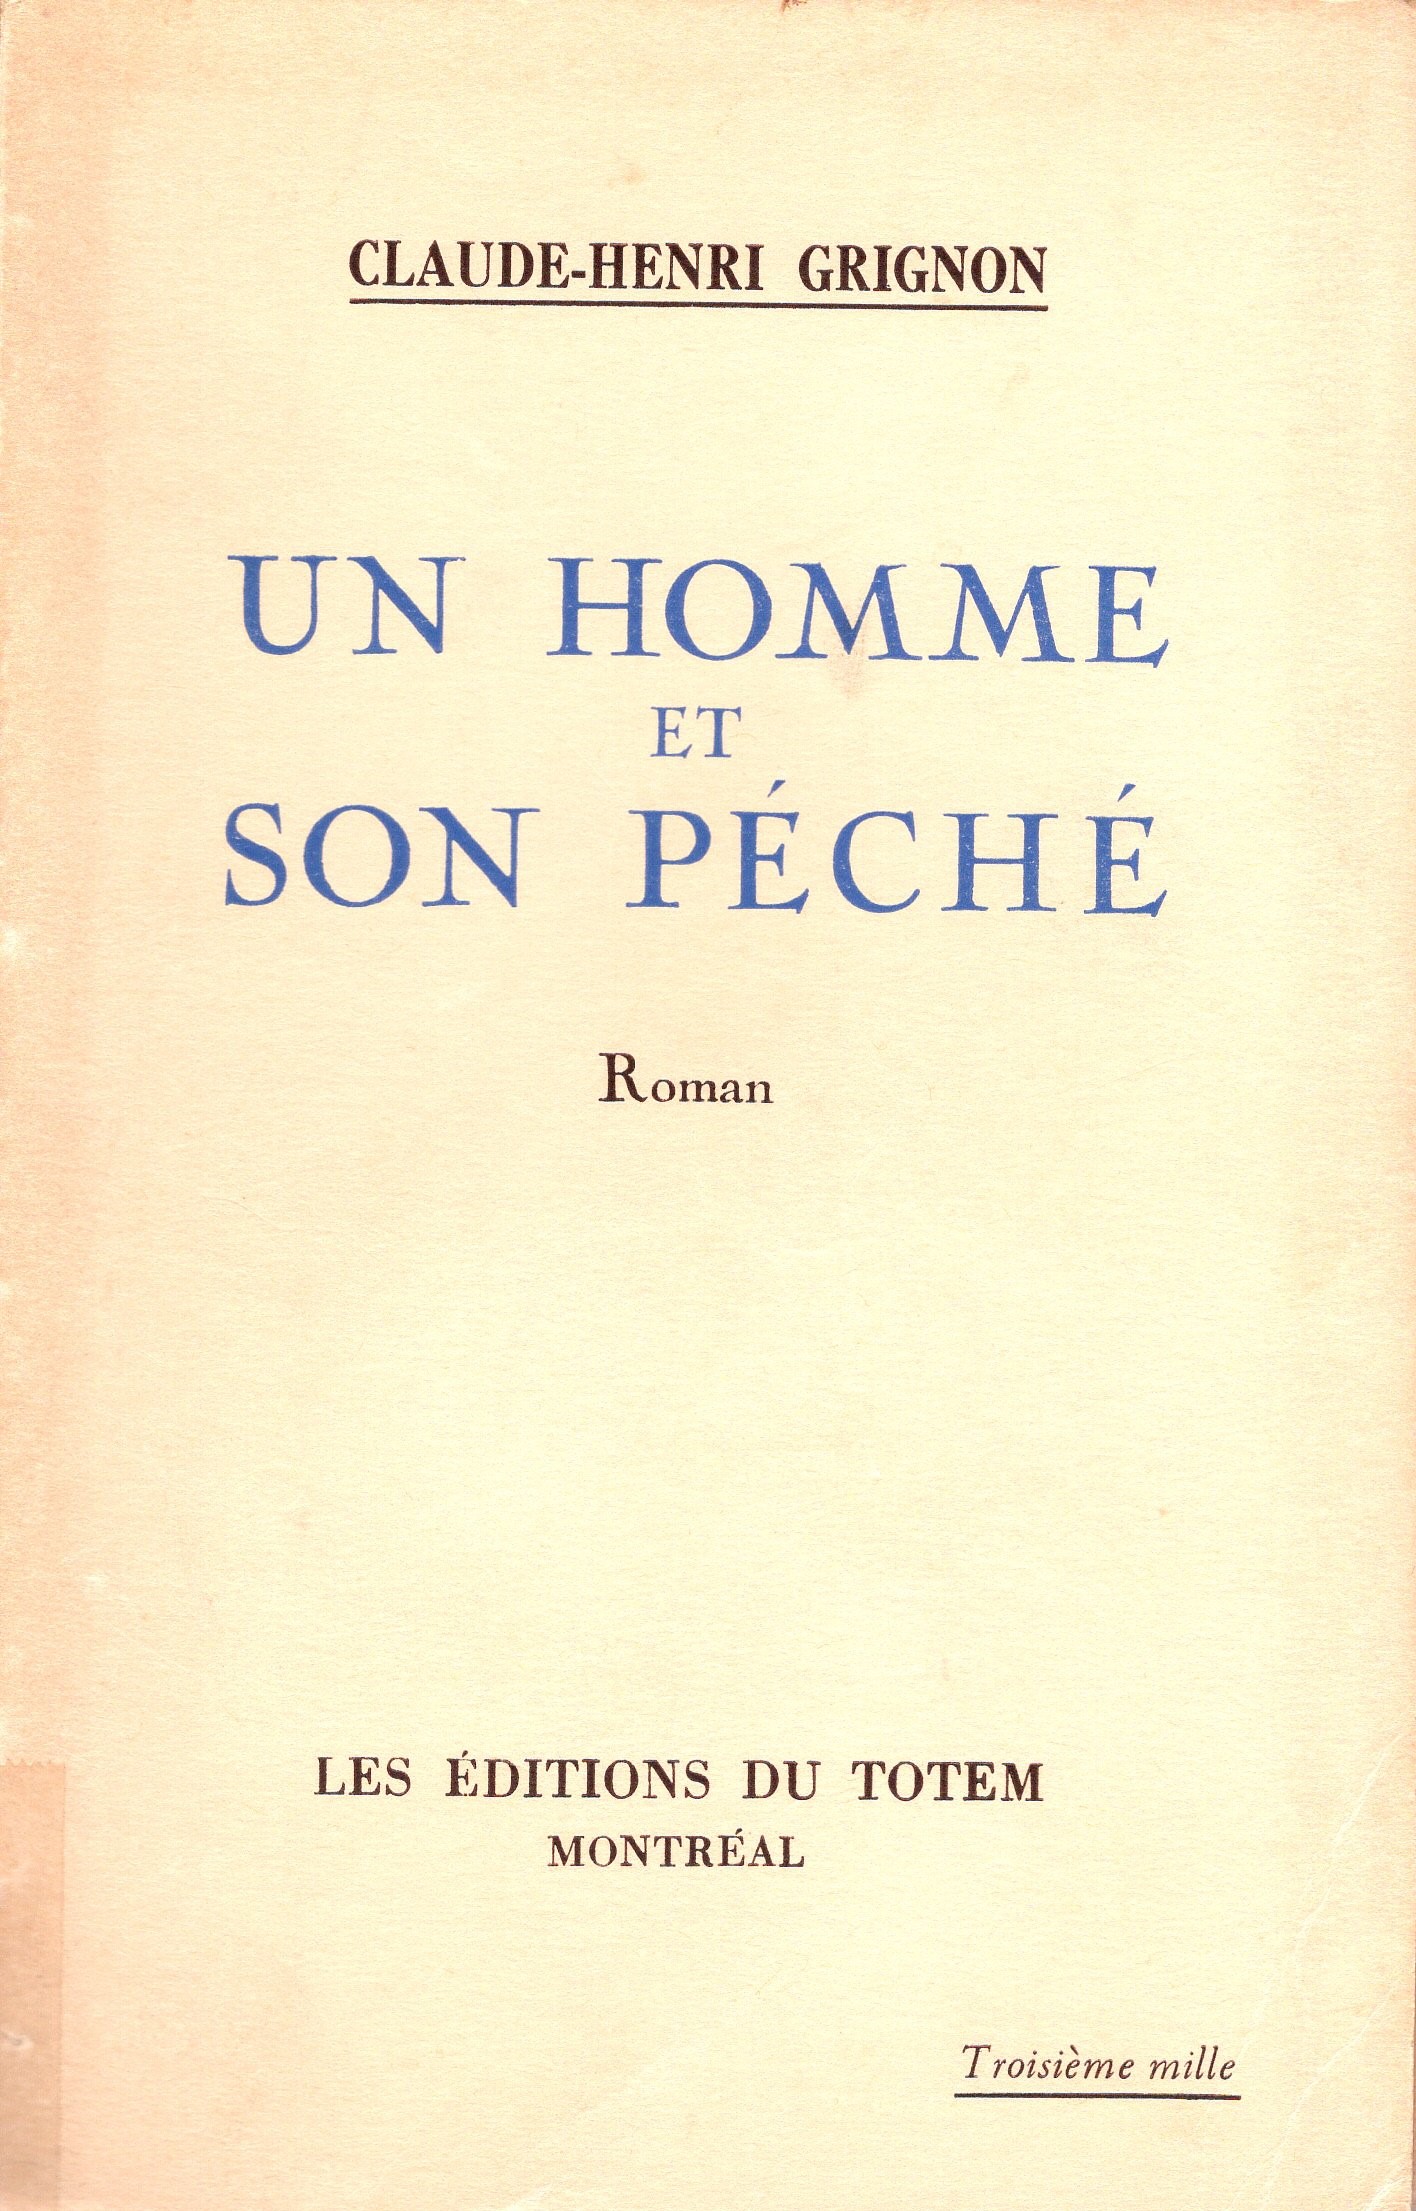 CLAUDE-HENRI GRIGNON
UN HOMME
ET
SON PÉCHÉ
Roman
LES ÉDITIONS DU TOTEM
MONTRÉAL
Troisième mille